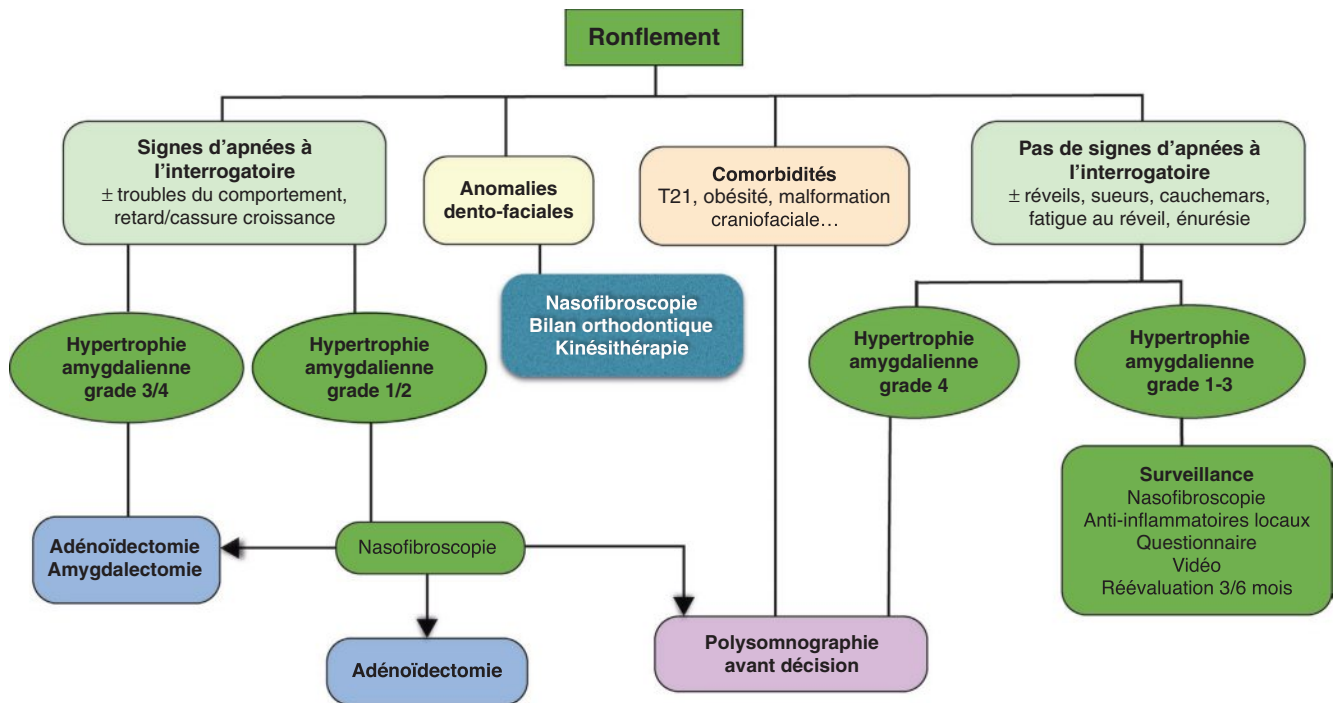 Ronflement
Signes d'apnées à
l'interrogatoire
± troubles du comportement,
retard/cassure croissance
Anomalies
dento-faciales
Comorbidités
T21, obésité, malformation
craniofaciale…
Pas de signes d'apnées à
l'interrogatoire
± réveils, sueurs, cauchemars,
fatigue au réveil, énurésie
Nasofibroscopie
Bilan orthodontique
Kinésithérapie
Hypertrophie
amygdalienne
grade 3/4
Hypertrophie
amygdalienne
grade 1/2
Hypertrophie
amygdalienne
grade 4
Hypertrophie
amygdalienne
grade 1-3
Surveillance
Nasofibroscopie
Anti-inflammatoires locaux
Questionnaire
Vidéo
Réévaluation 3/6 mois
Adénoïdectomie
Amygdalectomie
Nasofibroscopie
Adénoïdectomie
Polysomnographie
avant décision